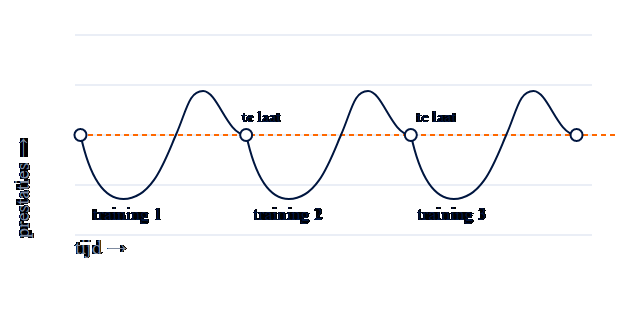 te laat
te laat
prestaties →
training 1
training 2
training 3
tijd →